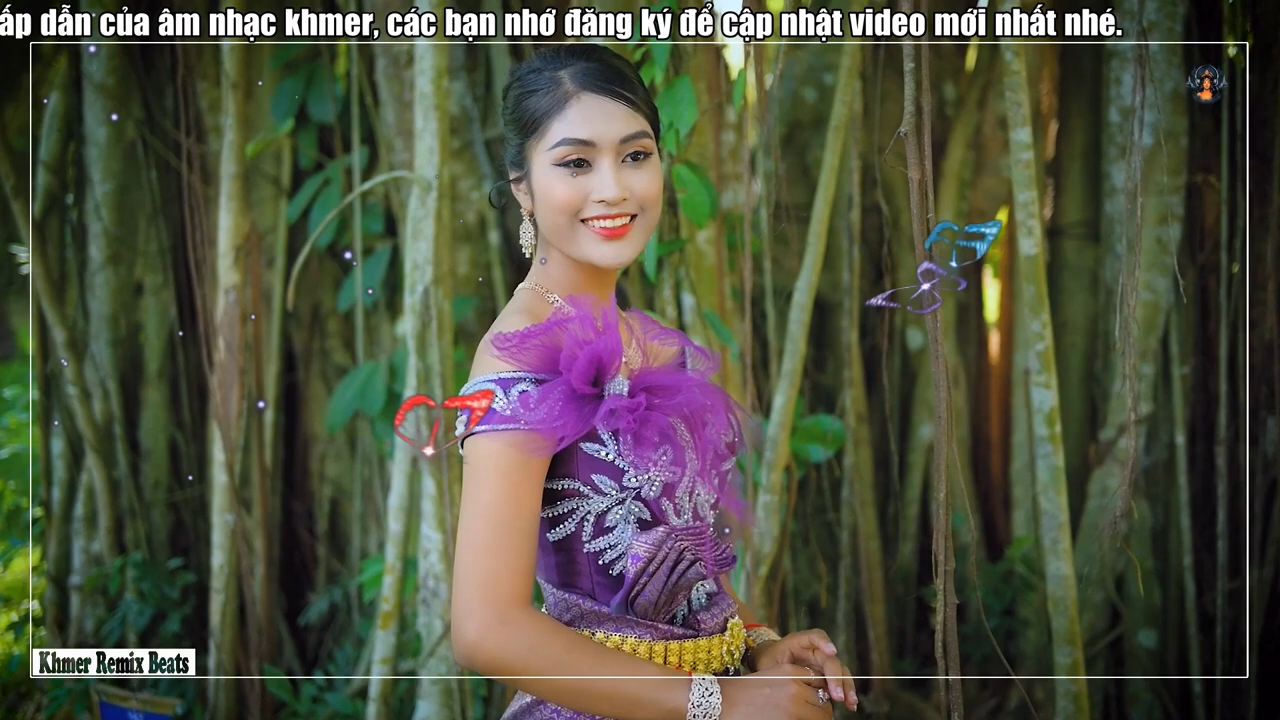 ấp dẫn của âm nhạc khmer, các bạn nhớ đăng ký để cập nhật video mới nhất nhé.
Khmer Remix Beats